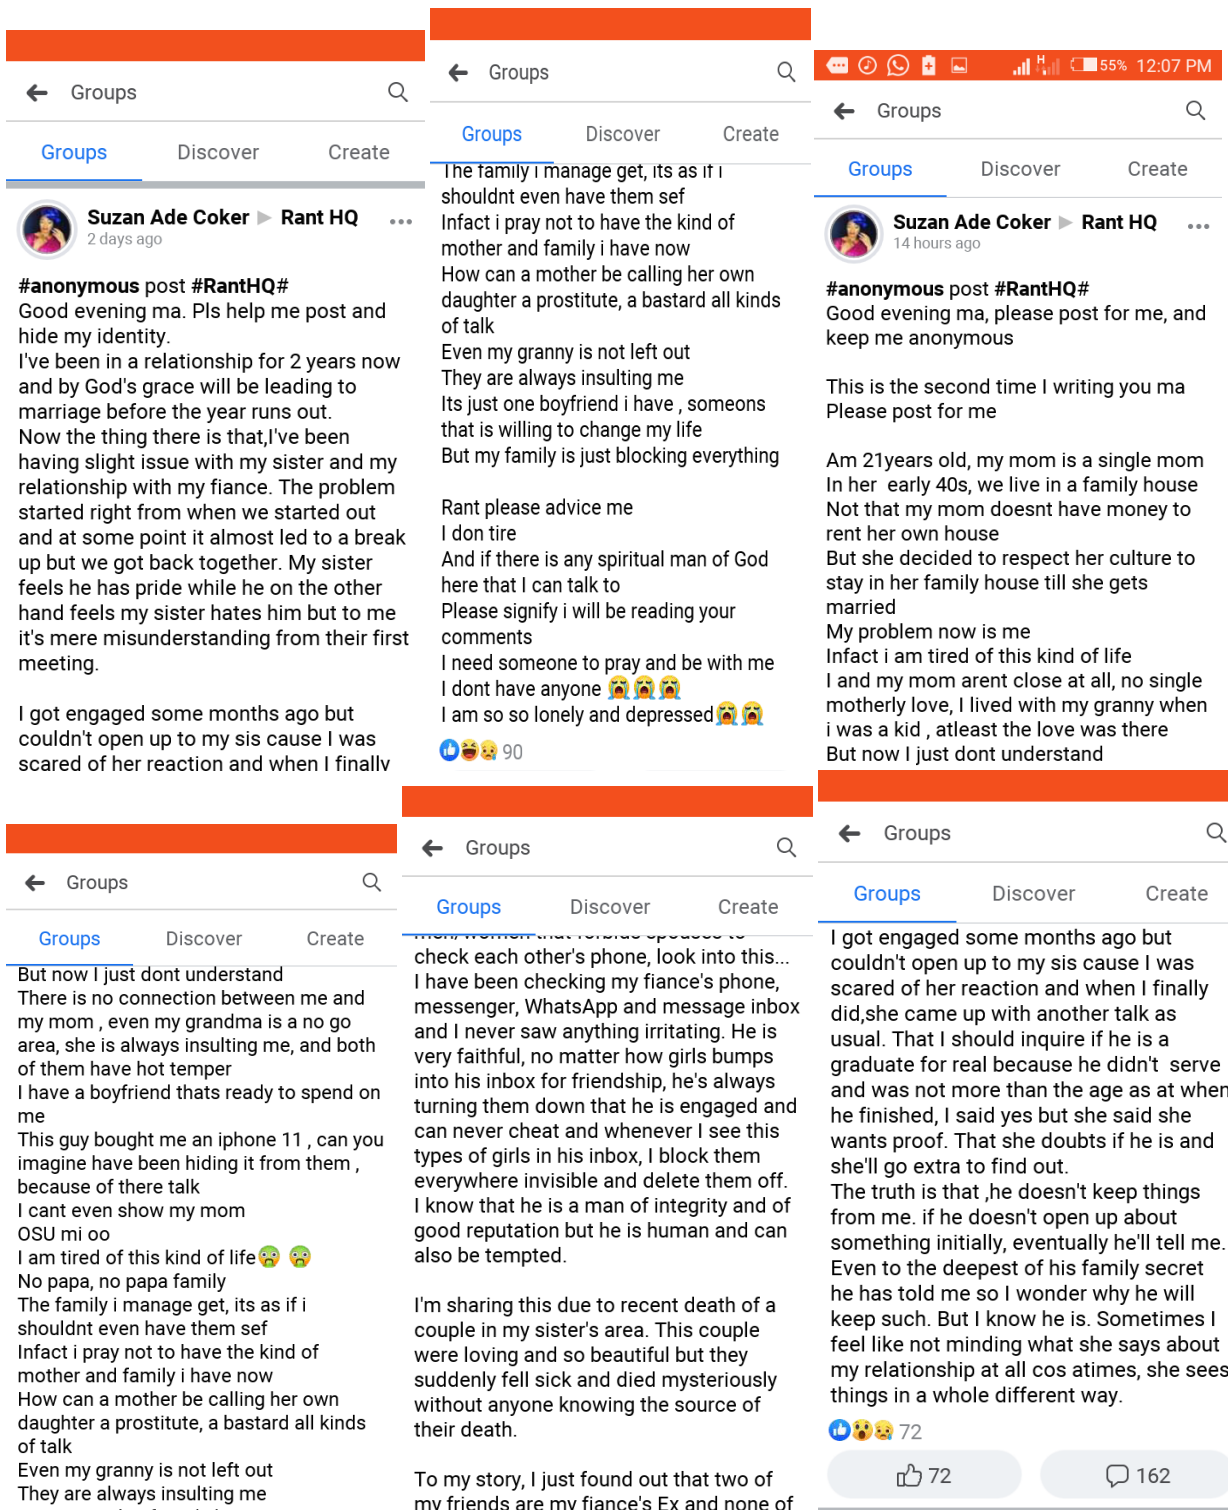 Groups
Groups Discover Create
Suzan Ade Coker ▶ Rant HQ
2 days ago
#anonymous post #RantHQ#
Good evening ma. Pls help me post and
hide my identity.
I've been in a relationship for 2 years now
and by God's grace will be leading to
marriage before the year runs out.
Now the thing there is that,I've been
having slight issue with my sister and my
relationship with my fiance. The problem
started right from when we started out
and at some point it almost led to a break
up but we got back together. My sister
feels he has pride while he on the other
hand feels my sister hates him but to me
it's mere misunderstanding from their first
meeting.
I got engaged some months ago but
couldn't open up to my sis cause I was
scared of her reaction and when I finally
Groups
Groups Discover Create
The family i manage get, its as if i
shouldnt even have them sef
Infact i pray not to have the kind of
mother and family i have now
How can a mother be calling her own
daughter a prostitute, a bastard all kinds
of talk
Even my granny is not left out
They are always insulting me
Its just one boyfriend i have , someons
that is willing to change my life
But my family is just blocking everything
Rant please advice me
I don tire
And if there is any spiritual man of God
here that I can talk to
Please signify i will be reading your
comments
I need someone to pray and be with me
I dont have anyone 😭😭😭
I am so so lonely and depressed😭😭
90
55% 12:07 PM
Groups
Groups Discover Create
Suzan Ade Coker ▶ Rant HQ
14 hours ago
#anonymous post #RantHQ#
Good evening ma, please post for me, and
keep me anonymous
This is the second time I writing you ma
Please post for me
Am 21years old, my mom is a single mom
In her early 40s, we live in a family house
Not that my mom doesnt have money to
rent her own house
But she decided to respect her culture to
stay in her family house till she gets
married
My problem now is me
Infact i am tired of this kind of life
I and my mom arent close at all, no single
motherly love, I lived with my granny when
i was a kid , atleast the love was there
But now I just dont understand
Groups
Groups Discover Create
But now I just dont understand
There is no connection between me and
my mom , even my grandma is a no go
area, she is always insulting me, and both
of them have hot temper
I have a boyfriend thats ready to spend on
me
This guy bought me an iphone 11 , can you
imagine have been hiding it from them ,
because of there talk
I cant even show my mom
OSU mi oo
I am tired of this kind of life
No papa, no papa family
The family i manage get, its as if i
shouldnt even have them sef
Infact i pray not to have the kind of
mother and family i have now
How can a mother be calling her own
daughter a prostitute, a bastard all kinds
of talk
Even my granny is not left out
They are always insulting me
Groups
Groups Discover Create
men/women that forbids spouses to
check each other's phone, look into this...
I have been checking my fiance's phone,
messenger, WhatsApp and message inbox
and I never saw anything irritating. He is
very faithful, no matter how girls bumps
into his inbox for friendship, he's always
turning them down that he is engaged and
can never cheat and whenever I see this
types of girls in his inbox, I block them
everywhere invisible and delete them off.
I know that he is a man of integrity and of
good reputation but he is human and can
also be tempted.
I'm sharing this due to recent death of a
couple in my sister's area. This couple
were loving and so beautiful but they
suddenly fell sick and died mysteriously
without anyone knowing the source of
their death.
To my story, I just found out that two of
my friends are my fiance's Ex and none of
Groups
Groups Discover Create
I got engaged some months ago but
couldn't open up to my sis cause I was
scared of her reaction and when I finally
did,she came up with another talk as
usual. That I should inquire if he is a
graduate for real because he didn't serve
and was not more than the age as at when
he finished, I said yes but she said she
wants proof. That she doubts if he is and
she'll go extra to find out.
The truth is that ,he doesn't keep things
from me. if he doesn't open up about
something initially, eventually he'll tell me.
Even to the deepest of his family secret
he has told me so I wonder why he will
keep such. But I know he is. Sometimes I
feel like not minding what she says about
my relationship at all cos atimes, she sees
things in a whole different way.
72
72 162